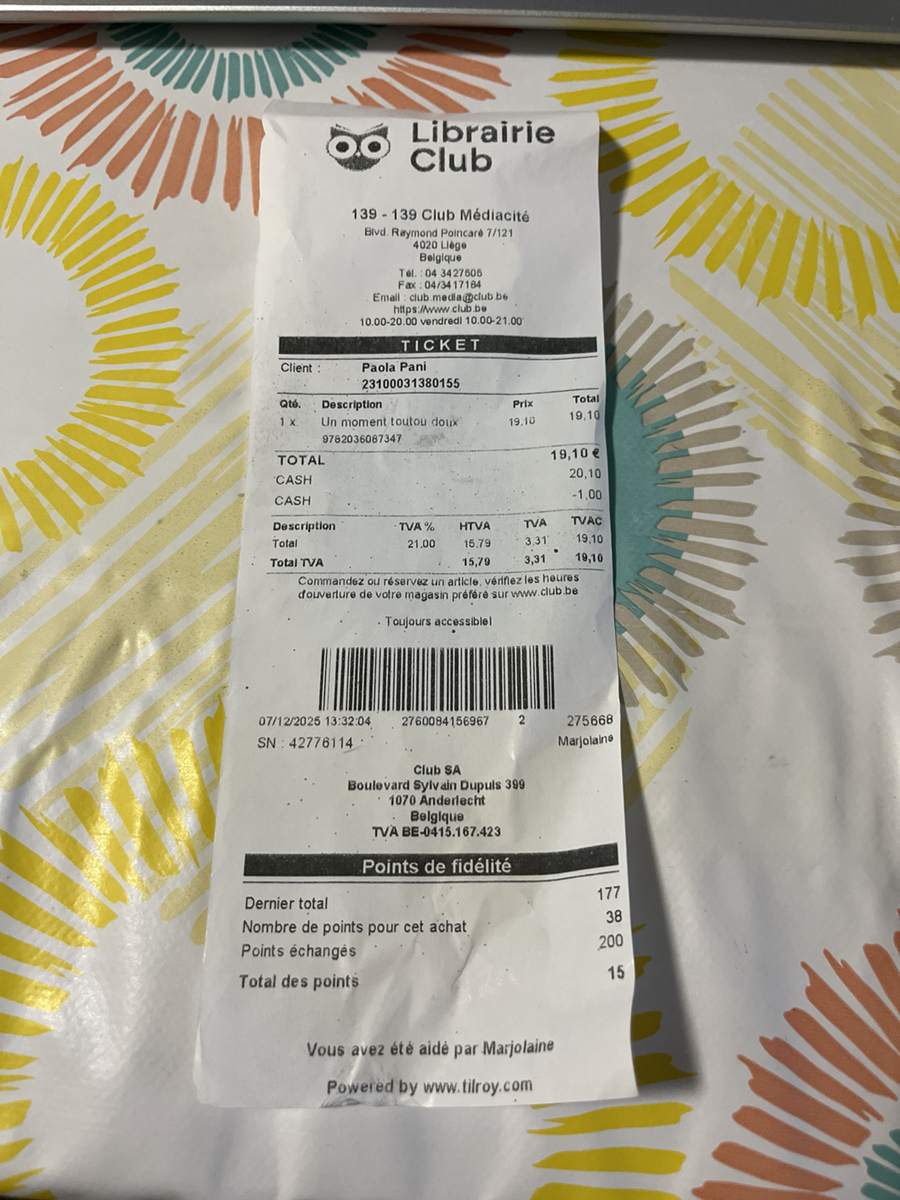 Librairie
Club
139 - 139 Club Médiacité
Blvd. Raymond Poincaré 7/121
4020 Liège
Belgique
Tél. : 04 3427605
Fax : 04/3417184
Email : club.media@club.be
https://www.club.be
10.00-20.00 vendredi 10.00-21.00
TICKET
Client : Paola Pani
23100031380155
Qté. Description Prix Total
1 x Un moment toutou doux 19,10 19,10
9782036087347
TOTAL 19,10 €
CASH 20,10
CASH -1,00
Description TVA % HTVA TVA TVAC
Total 21,00 15,79 3,31 19,10
Total TVA 15,79 3,31 19,10
Commandez ou réservez un article, vérifiez les heures
d'ouverture de votre magasin préféré sur www.club.be
- Toujours accessible!
07/12/2025 13:32:04 2760084156967 2 275668
SN : 42776114 Marjolaine
Club SA
Boulevard Sylvain Dupuis 399
1070 Anderlecht
Belgique
TVA BE-0415.167.423
Points de fidélité
Dernier total 177
Nombre de points pour cet achat 38
Points échangés 200
Total des points 15
Vous avez été aidé par Marjolaine
Powered by www.tilroy.com